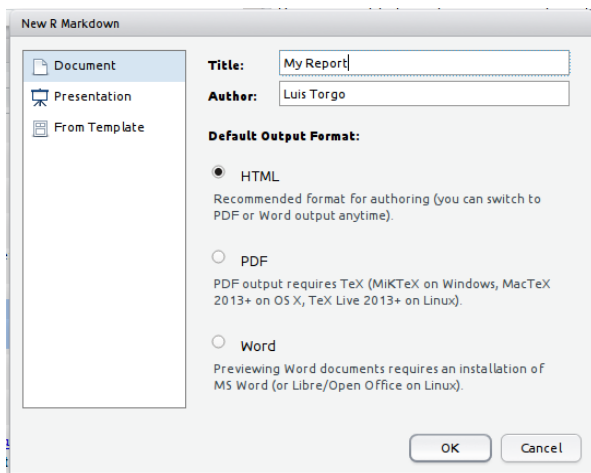 New R Markdown
Document
Presentation
From Template
Title: My Report
Author: Luis Torgo
Default Output Format:
HTML
Recommended format for authoring (you can switch to
PDF or Word output anytime).
PDF
PDF output requires TeX (MiKTeX on Windows, MacTeX
2013+ on OS X, TeX Live 2013+ on Linux).
Word
Previewing Word documents requires an installation of
MS Word (or Libre/Open Office on Linux).
OK Cancel